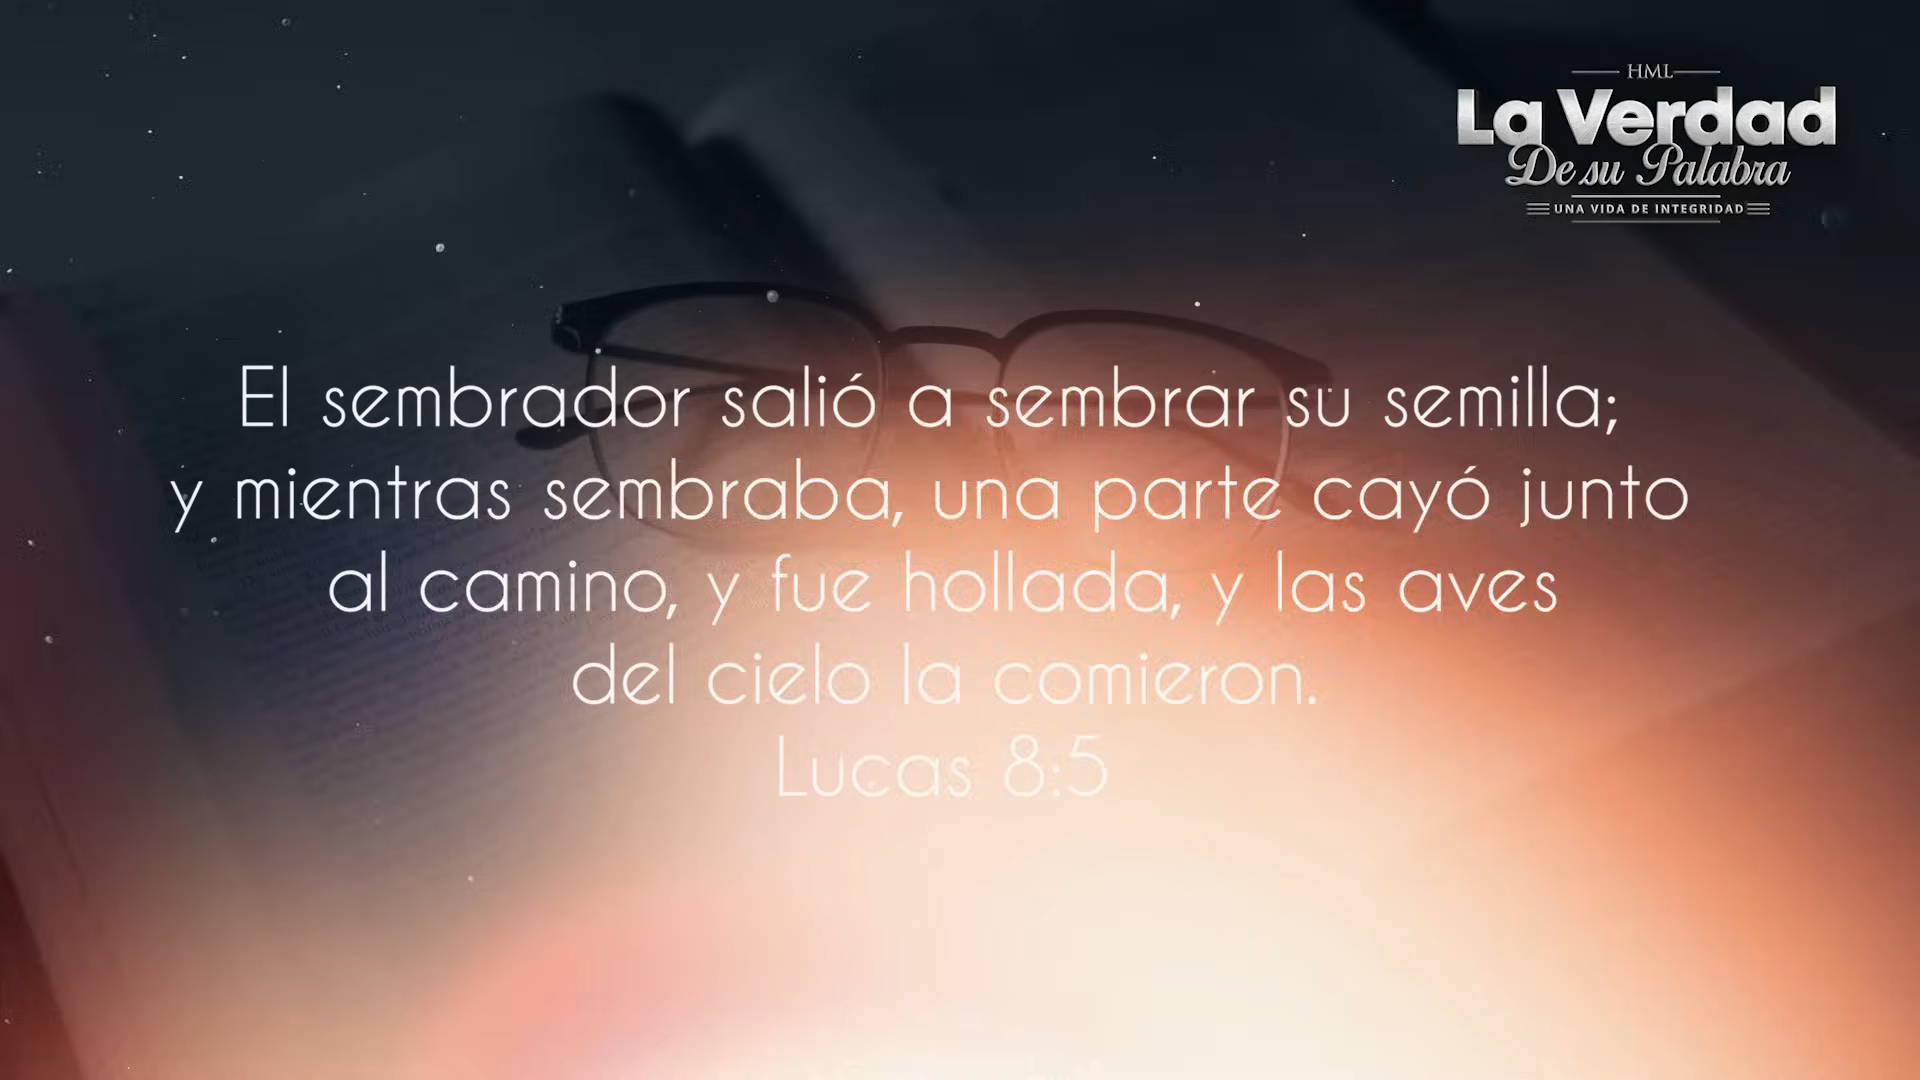 HML
La Verdad
De su Palabra
UNA VIDA DE INTEGRIDAD
El sembrador salió a sembrar su semilla;
y mientras sembraba, una parte cayó junto
al camino, y fue hollada, y las aves
del cielo la comieron.
Lucas 8:5